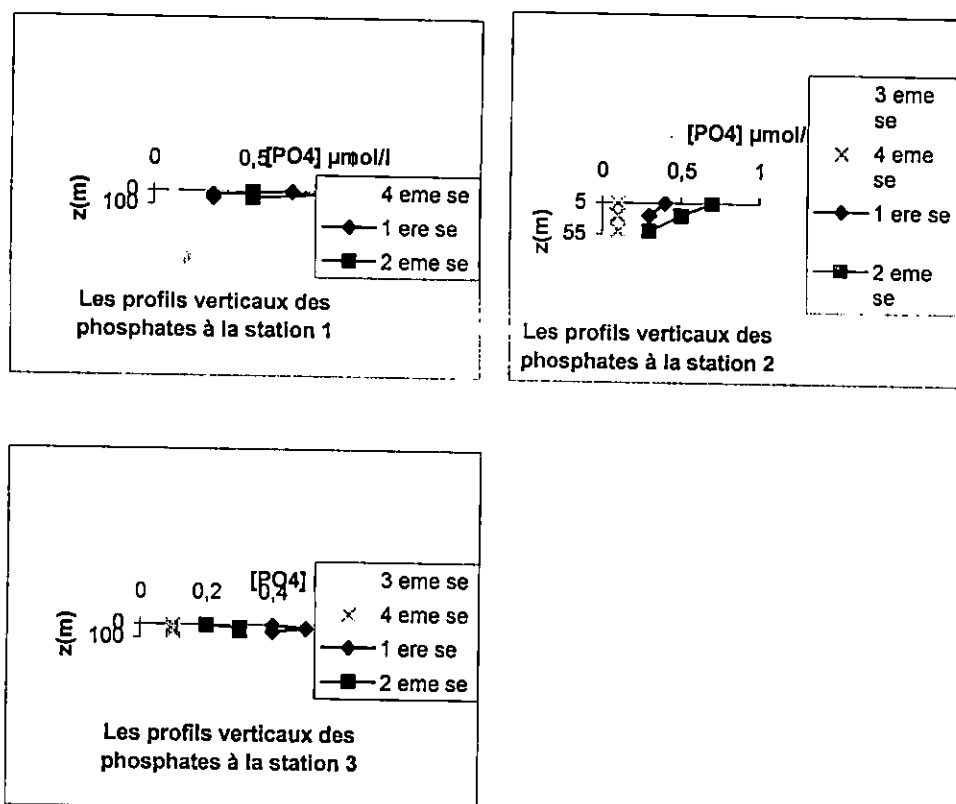 [PO4] µmol/l
0 0,5
z(m)
0
100
4 eme se
1 ere se
2 eme se
Les profils verticaux des
phosphates à la station 1
[PO4] µmol/
0 0,5 1
z(m)
5
55
3 eme
se
4 eme
se
1 ere se
2 eme
se
Les profils verticaux des
phosphates à la station 2
[PO4]
0 0,2 0,4
z(m)
0
100
3 eme se
4 eme se
1 ere se
2 eme se
Les profils verticaux des
phosphates à la station 3